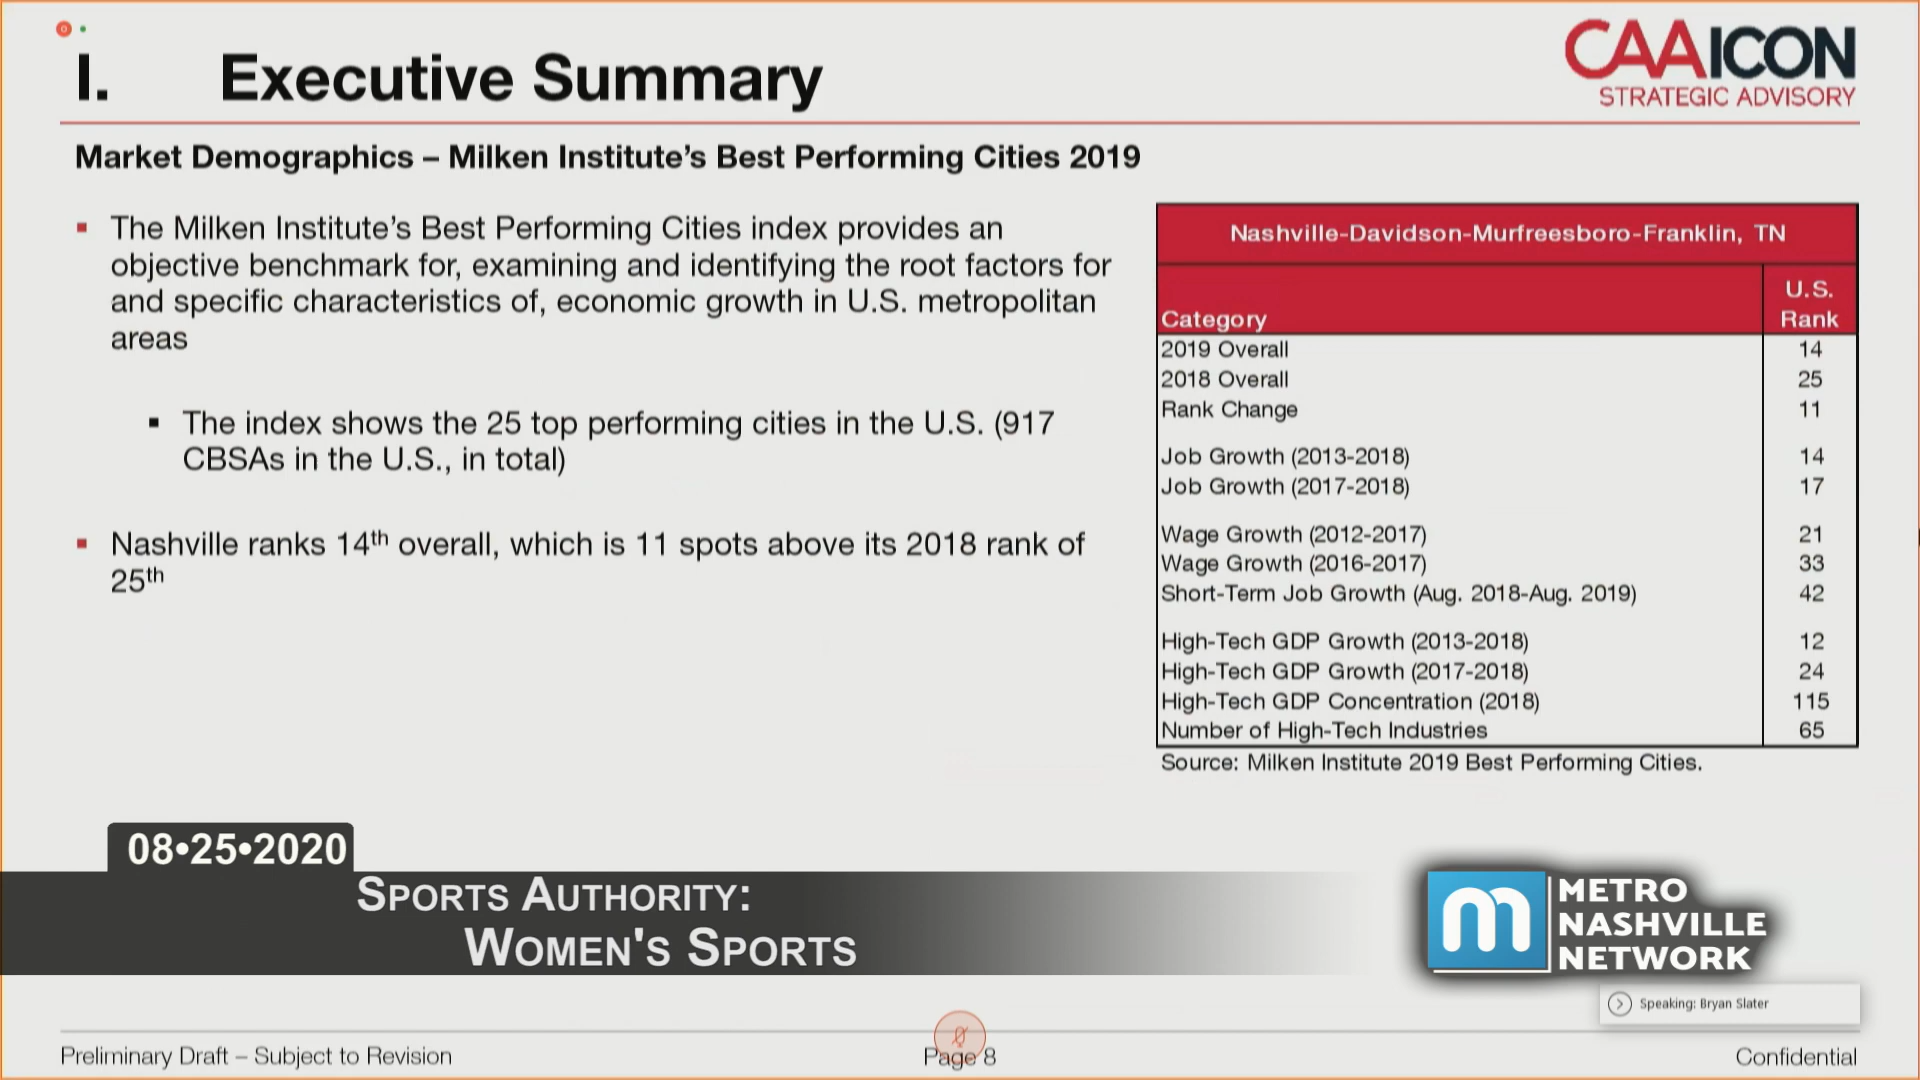 I. Executive Summary
CAAICON
STRATEGIC ADVISORY
Market Demographics – Milken Institute's Best Performing Cities 2019
▪ The Milken Institute's Best Performing Cities index provides an
objective benchmark for, examining and identifying the root factors for
and specific characteristics of, economic growth in U.S. metropolitan
areas
▪ The index shows the 25 top performing cities in the U.S. (917
CBSAs in the U.S., in total)
▪ Nashville ranks 14th overall, which is 11 spots above its 2018 rank of
25th
Nashville-Davidson-Murfreesboro-Franklin, TN
U.S.
Category Rank
2019 Overall 14
2018 Overall 25
Rank Change 11
Job Growth (2013-2018) 14
Job Growth (2017-2018) 17
Wage Growth (2012-2017) 21
Wage Growth (2016-2017) 33
Short-Term Job Growth (Aug. 2018-Aug. 2019) 42
High-Tech GDP Growth (2013-2018) 12
High-Tech GDP Growth (2017-2018) 24
High-Tech GDP Concentration (2018) 115
Number of High-Tech Industries 65
Source: Milken Institute 2019 Best Performing Cities.
08•25•2020
SPORTS AUTHORITY:
WOMEN'S SPORTS
m
METRO
NASHVILLE
NETWORK
Speaking: Bryan Slater
Preliminary Draft – Subject to Revision
Page 8
Confidential